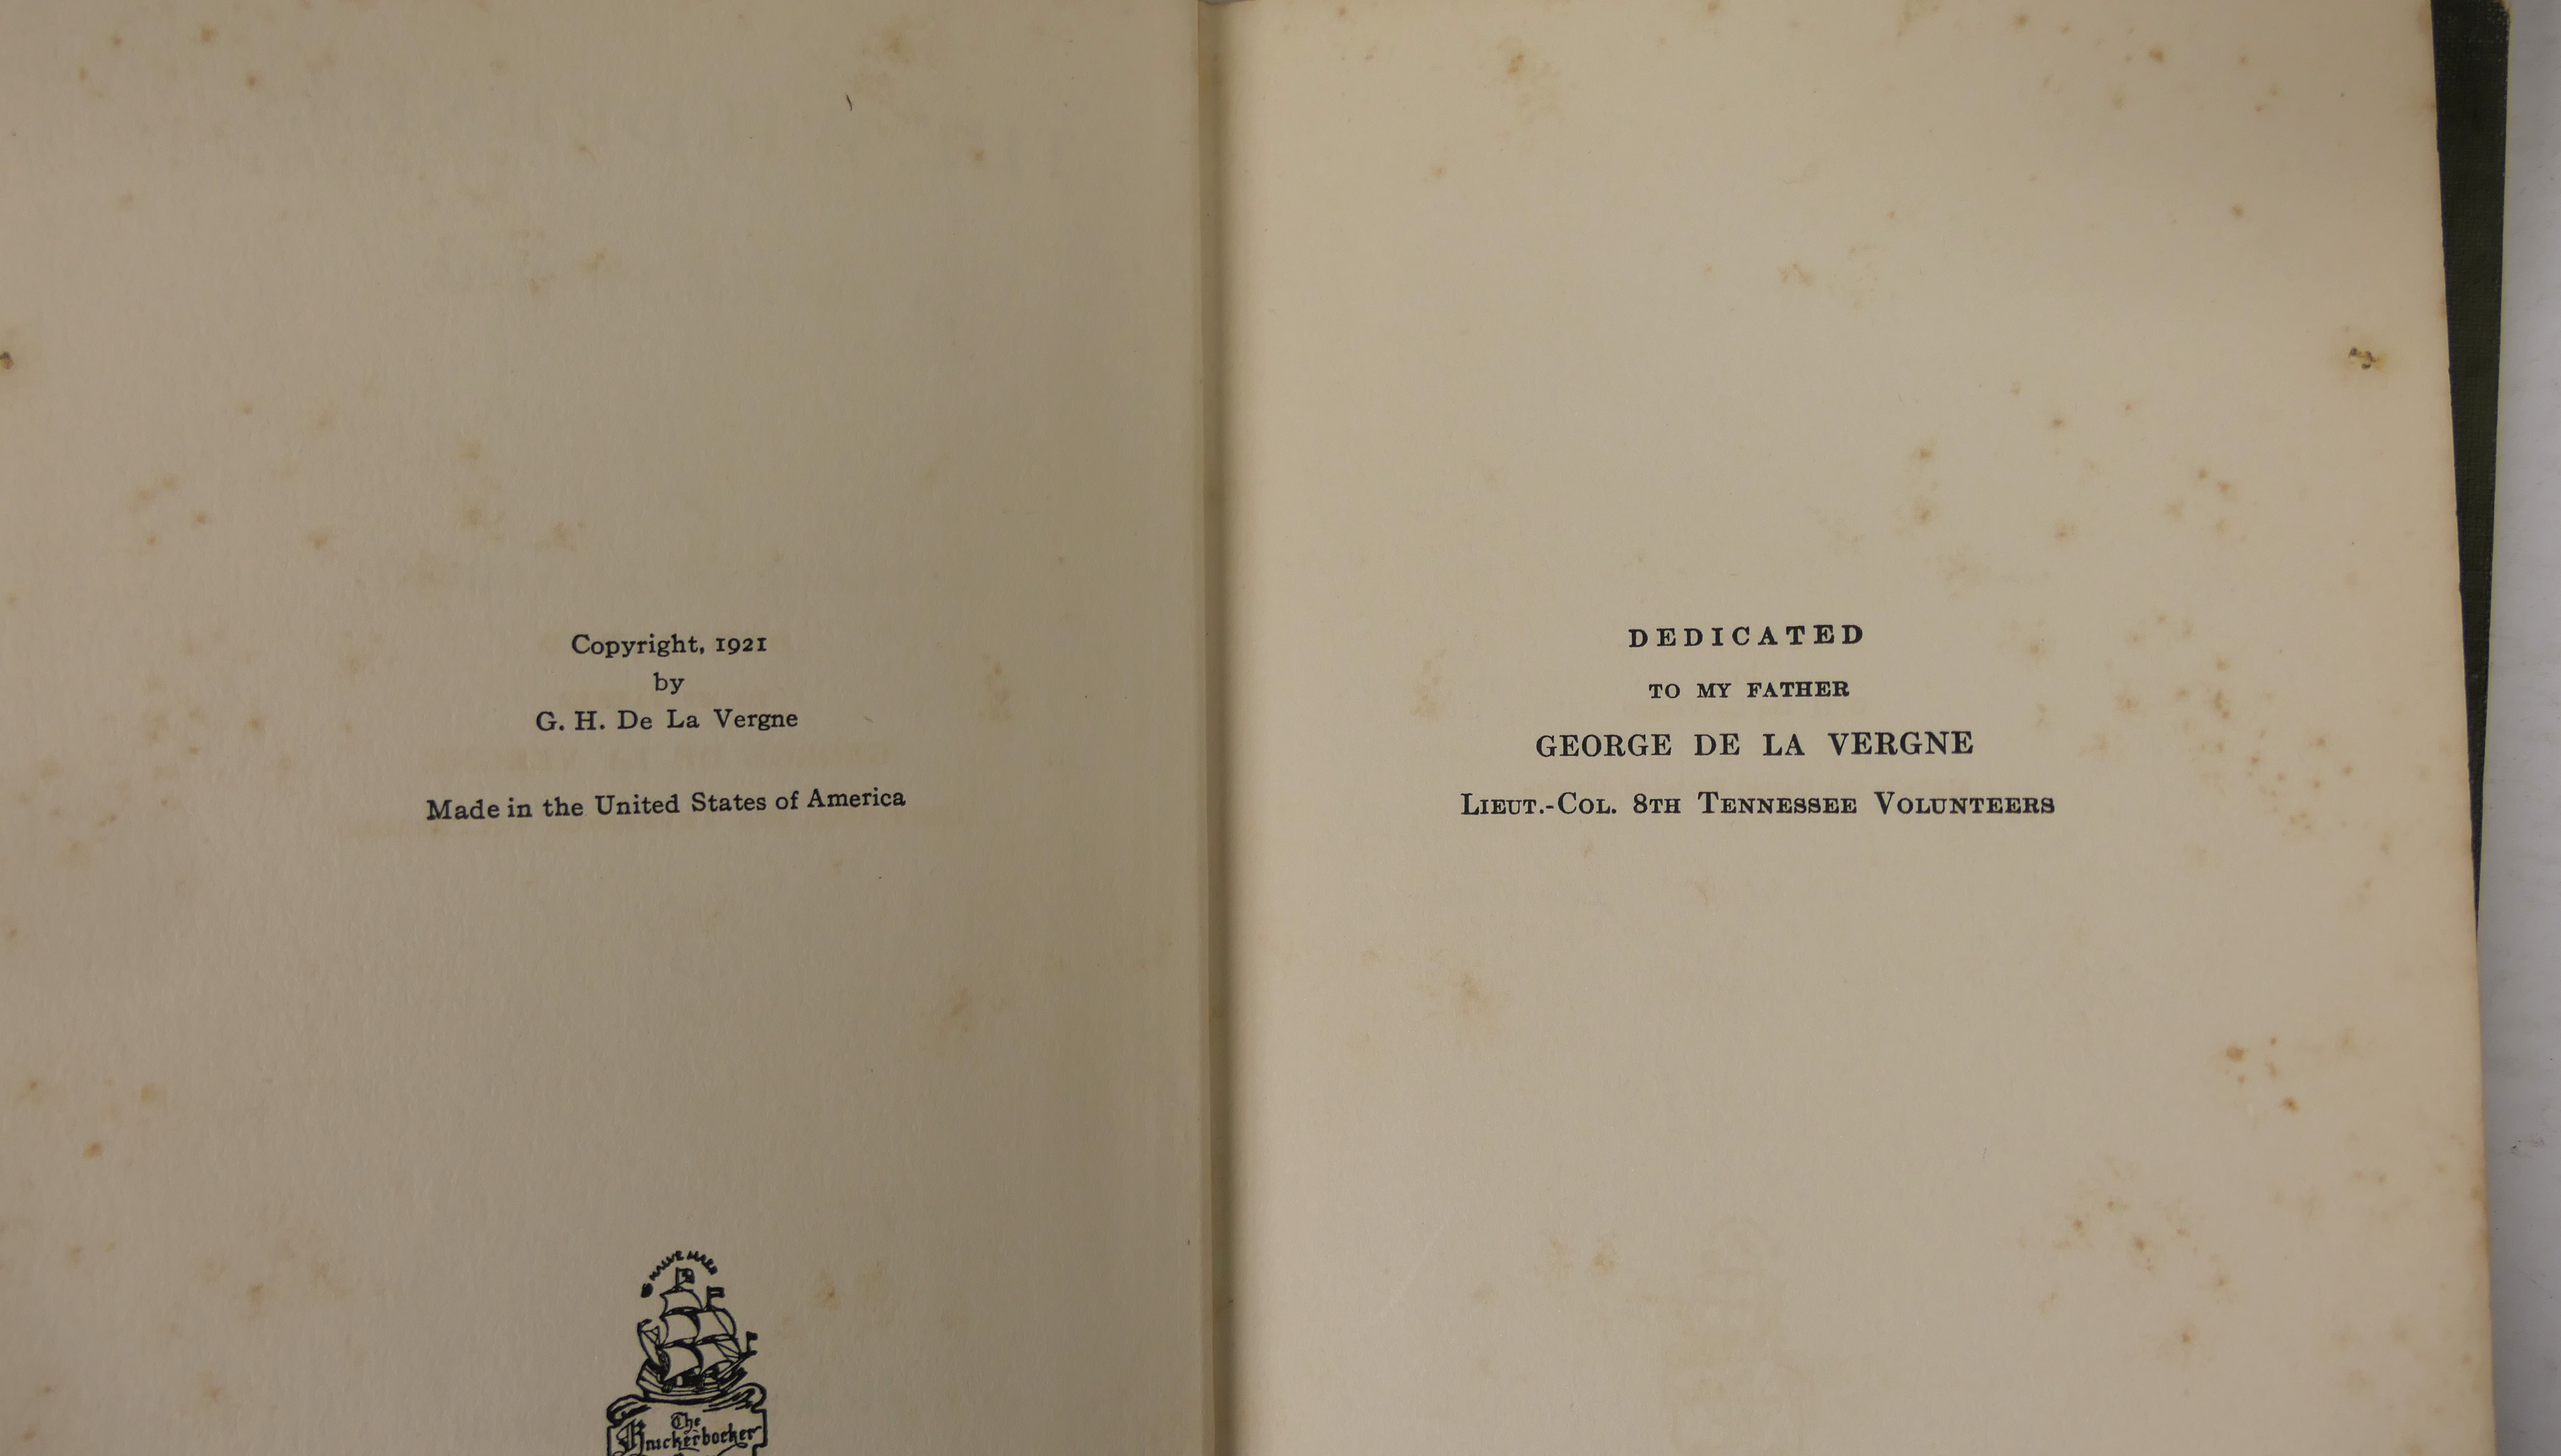 Copyright, 1921
by
G. H. De La Vergne
Made in the United States of America
The
Knickerbocker
DEDICATED
TO MY FATHER
GEORGE DE LA VERGNE
LIEUT.-COL. 8TH TENNESSEE VOLUNTEERS